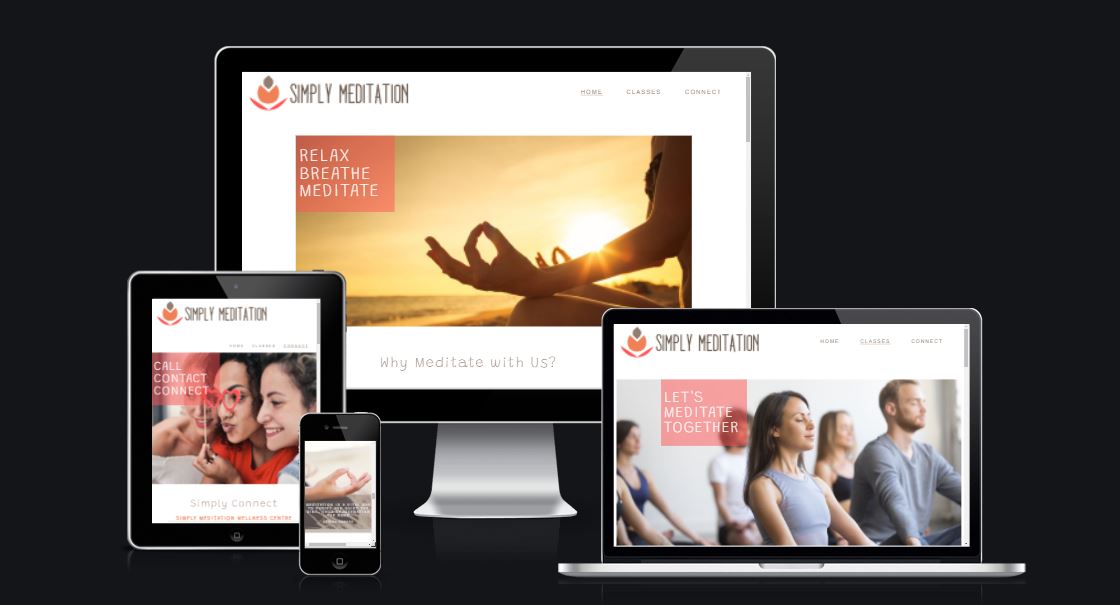 SIMPLY MEDITATION
HOME CLASSES CONNECT
RELAX
BREATHE
MEDITATE
Why Meditate with Us?
SIMPLY MEDITATION
HOME CLASSES CONNECT
CALL
CONTACT
CONNECT
Simply Connect
SIMPLY MEDITATION WELLNESS CENTRE
SIMPLY MEDITATION
HOME CLASSES CONNECT
LET'S
MEDITATE
TOGETHER